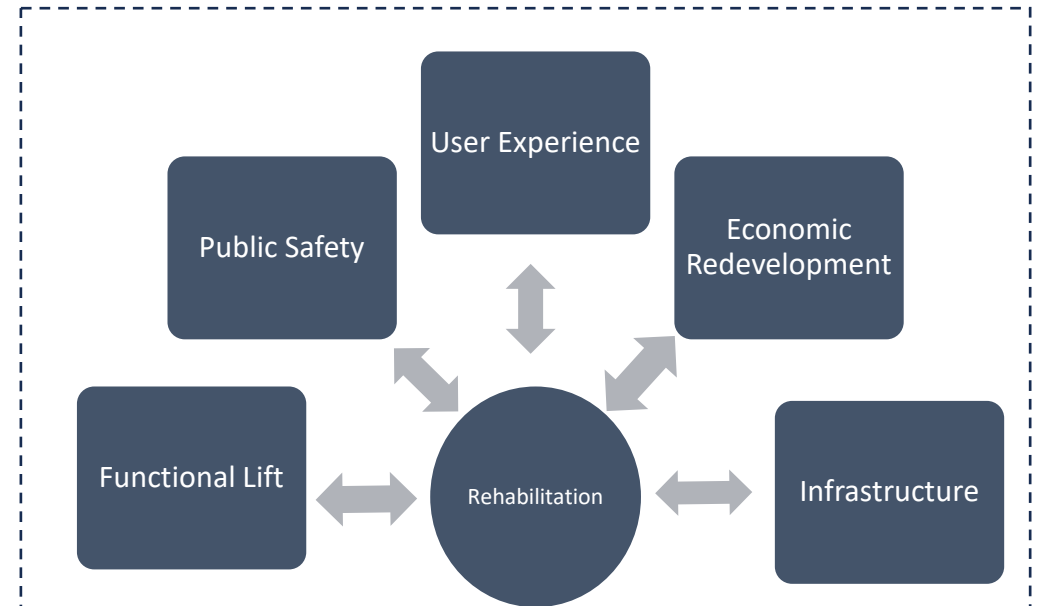 User Experience
Public Safety
Economic
Redevelopment
Functional Lift
Rehabilitation
Infrastructure